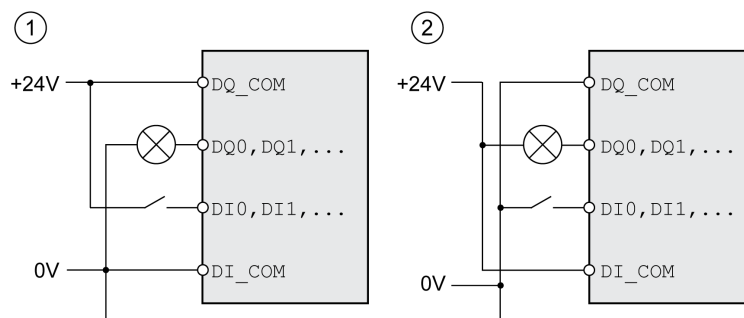 1
+24V
DQ_COM
DQ0,DQ1,...
DI0,DI1,...
0V
DI_COM
2
+24V
DQ_COM
DQ0,DQ1,...
DI0,DI1,...
DI_COM
0V